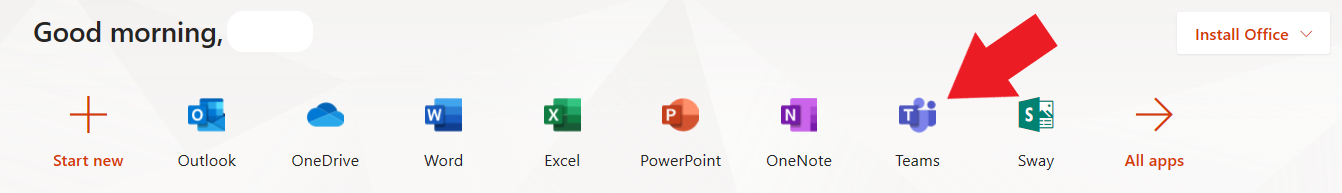 Good morning,
Install Office
Start new
Outlook
OneDrive
Word
Excel
PowerPoint
OneNote
Teams
Sway
All apps